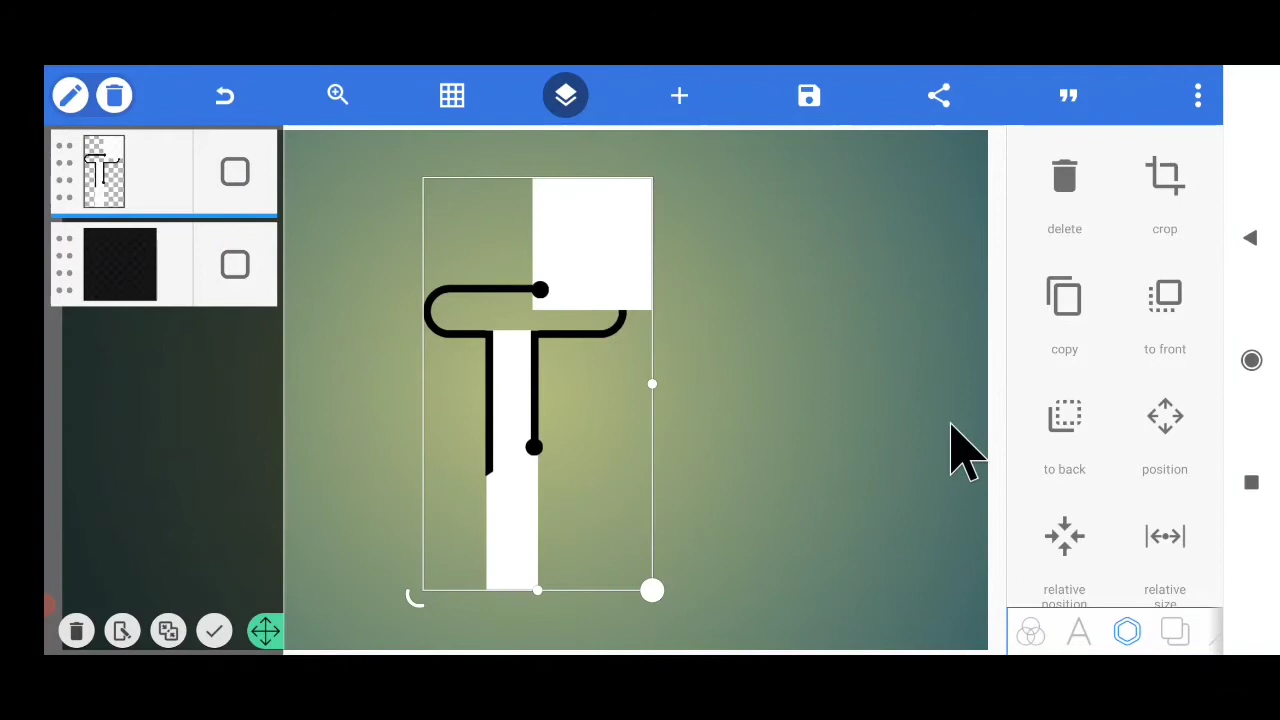 delete crop
copy to front
to back position
relative relative
position size